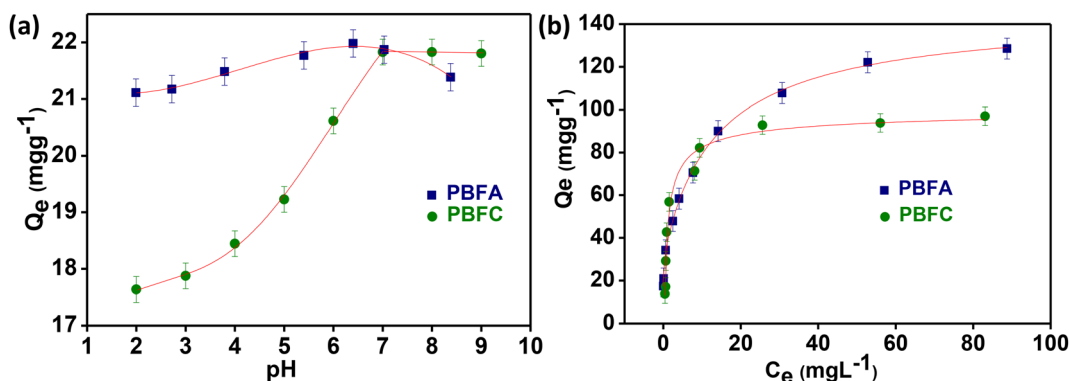 (a)
Qe (mgg-1)
22
21
20
19
18
17
PBFA
PBFC
1 2 3 4 5 6 7 8 9 10
pH
(b)
Qe (mgg-1)
140
120
100
80
60
40
20
0
PBFA
PBFC
0 20 40 60 80 100
Ce (mgL-1)